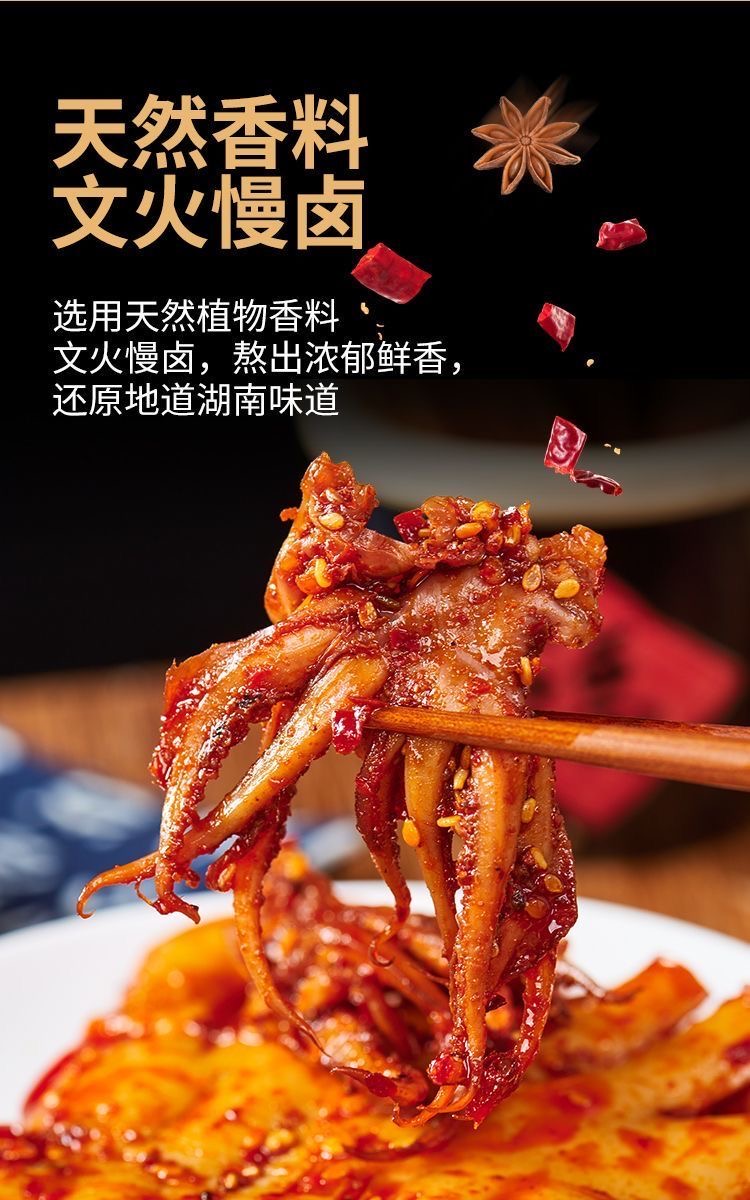 天然香料
文火慢卤
选用天然植物香料
文火慢卤，熬出浓郁鲜香，
还原地道湖南味道